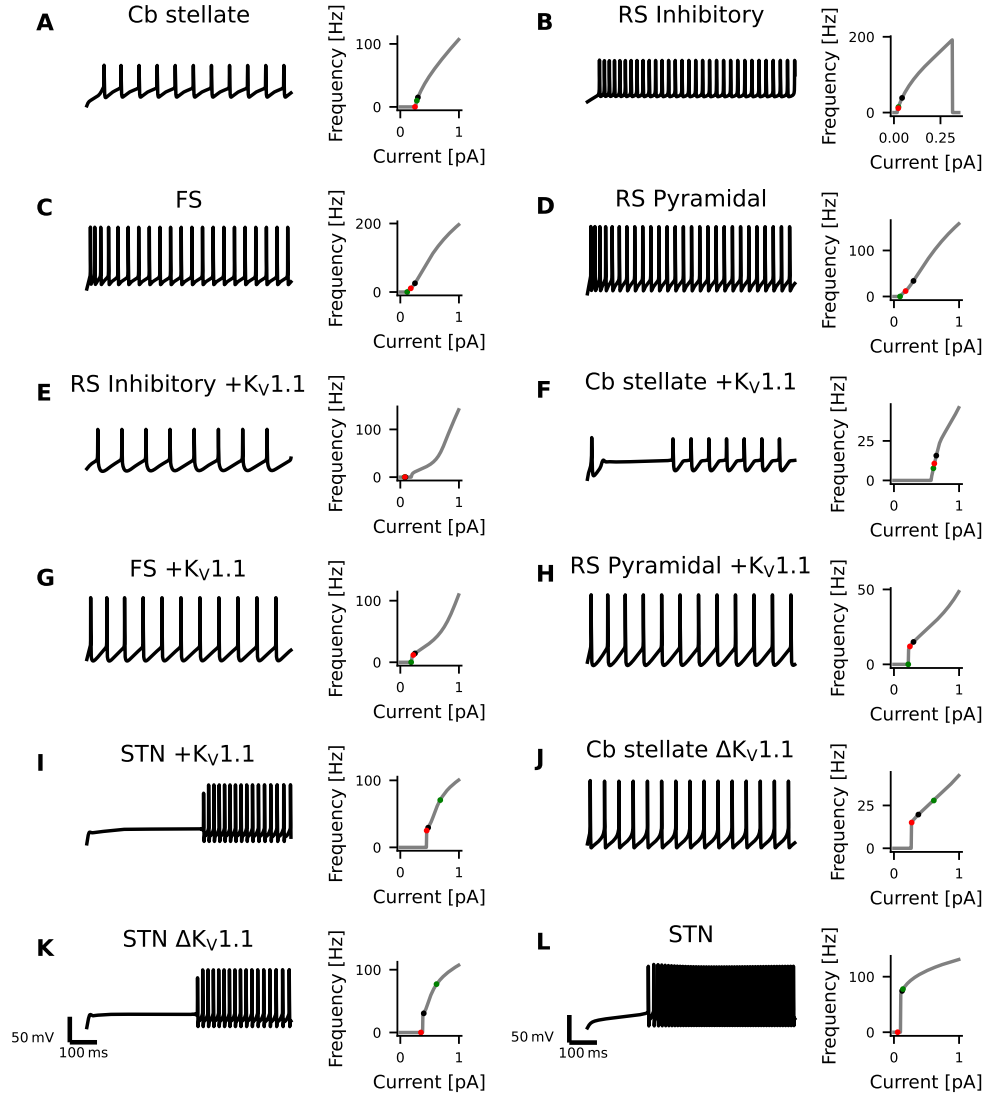 A
Cb stellate
Frequency [Hz]
100
0
0
1
Current [pA]
B
RS Inhibitory
Frequency [Hz]
200
100
0
0.00
0.25
Current [pA]
C
FS
Frequency [Hz]
200
0
0
1
Current [pA]
D
RS Pyramidal
Frequency [Hz]
100
0
0
1
Current [pA]
E
RS Inhibitory +KV1.1
Frequency [Hz]
100
0
0
1
Current [pA]
F
Cb stellate +KV1.1
Frequency [Hz]
25
0
0
1
Current [pA]
G
FS +KV1.1
Frequency [Hz]
100
0
0
1
Current [pA]
H
RS Pyramidal +KV1.1
Frequency [Hz]
50
25
0
0
1
Current [pA]
I
STN +KV1.1
Frequency [Hz]
100
0
0
1
Current [pA]
J
Cb stellate ΔKV1.1
Frequency [Hz]
25
0
0
1
Current [pA]
K
STN ΔKV1.1
50 mV
100 ms
Frequency [Hz]
100
0
0
1
Current [pA]
L
STN
50 mV
100 ms
Frequency [Hz]
100
0
0
1
Current [pA]